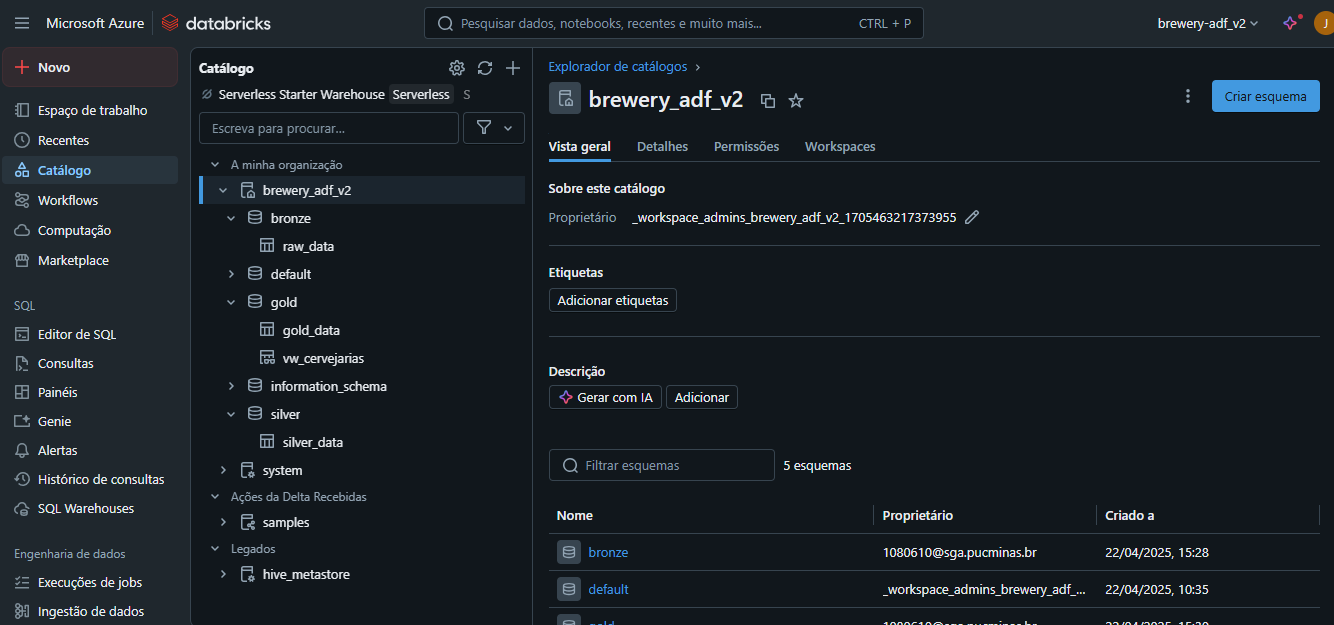 Microsoft Azure databricks Pesquisar dados, notebooks, recentes e muito mais... CTRL + P brewery-adf_v2 J
Novo
Espaço de trabalho
Recentes
Catálogo
Workflows
Computação
Marketplace
SQL
Editor de SQL
Consultas
Painéis
Genie
Alertas
Histórico de consultas
SQL Warehouses
Engenharia de dados
Execuções de jobs
Ingestão de dados
Catálogo
Serverless Starter Warehouse Serverless S
Escreva para procurar...
A minha organização
brewery_adf_v2
bronze
raw_data
default
gold
gold_data
vw_cervejarias
information_schema
silver
silver_data
system
Ações da Delta Recebidas
samples
Legados
hive_metastore
Explorador de catálogos
brewery_adf_v2
Criar esquema
Vista geral Detalhes Permissões Workspaces
Sobre este catálogo
Proprietário _workspace_admins_brewery_adf_v2_1705463217373955
Etiquetas
Adicionar etiquetas
Descrição
Gerar com IA Adicionar
Filtrar esquemas 5 esquemas
Nome Proprietário Criado a
bronze 1080610@sga.pucminas.br 22/04/2025, 15:28
default _workspace_admins_brewery_adf_... 22/04/2025, 10:35
gold 1080610@sga.pucminas.br